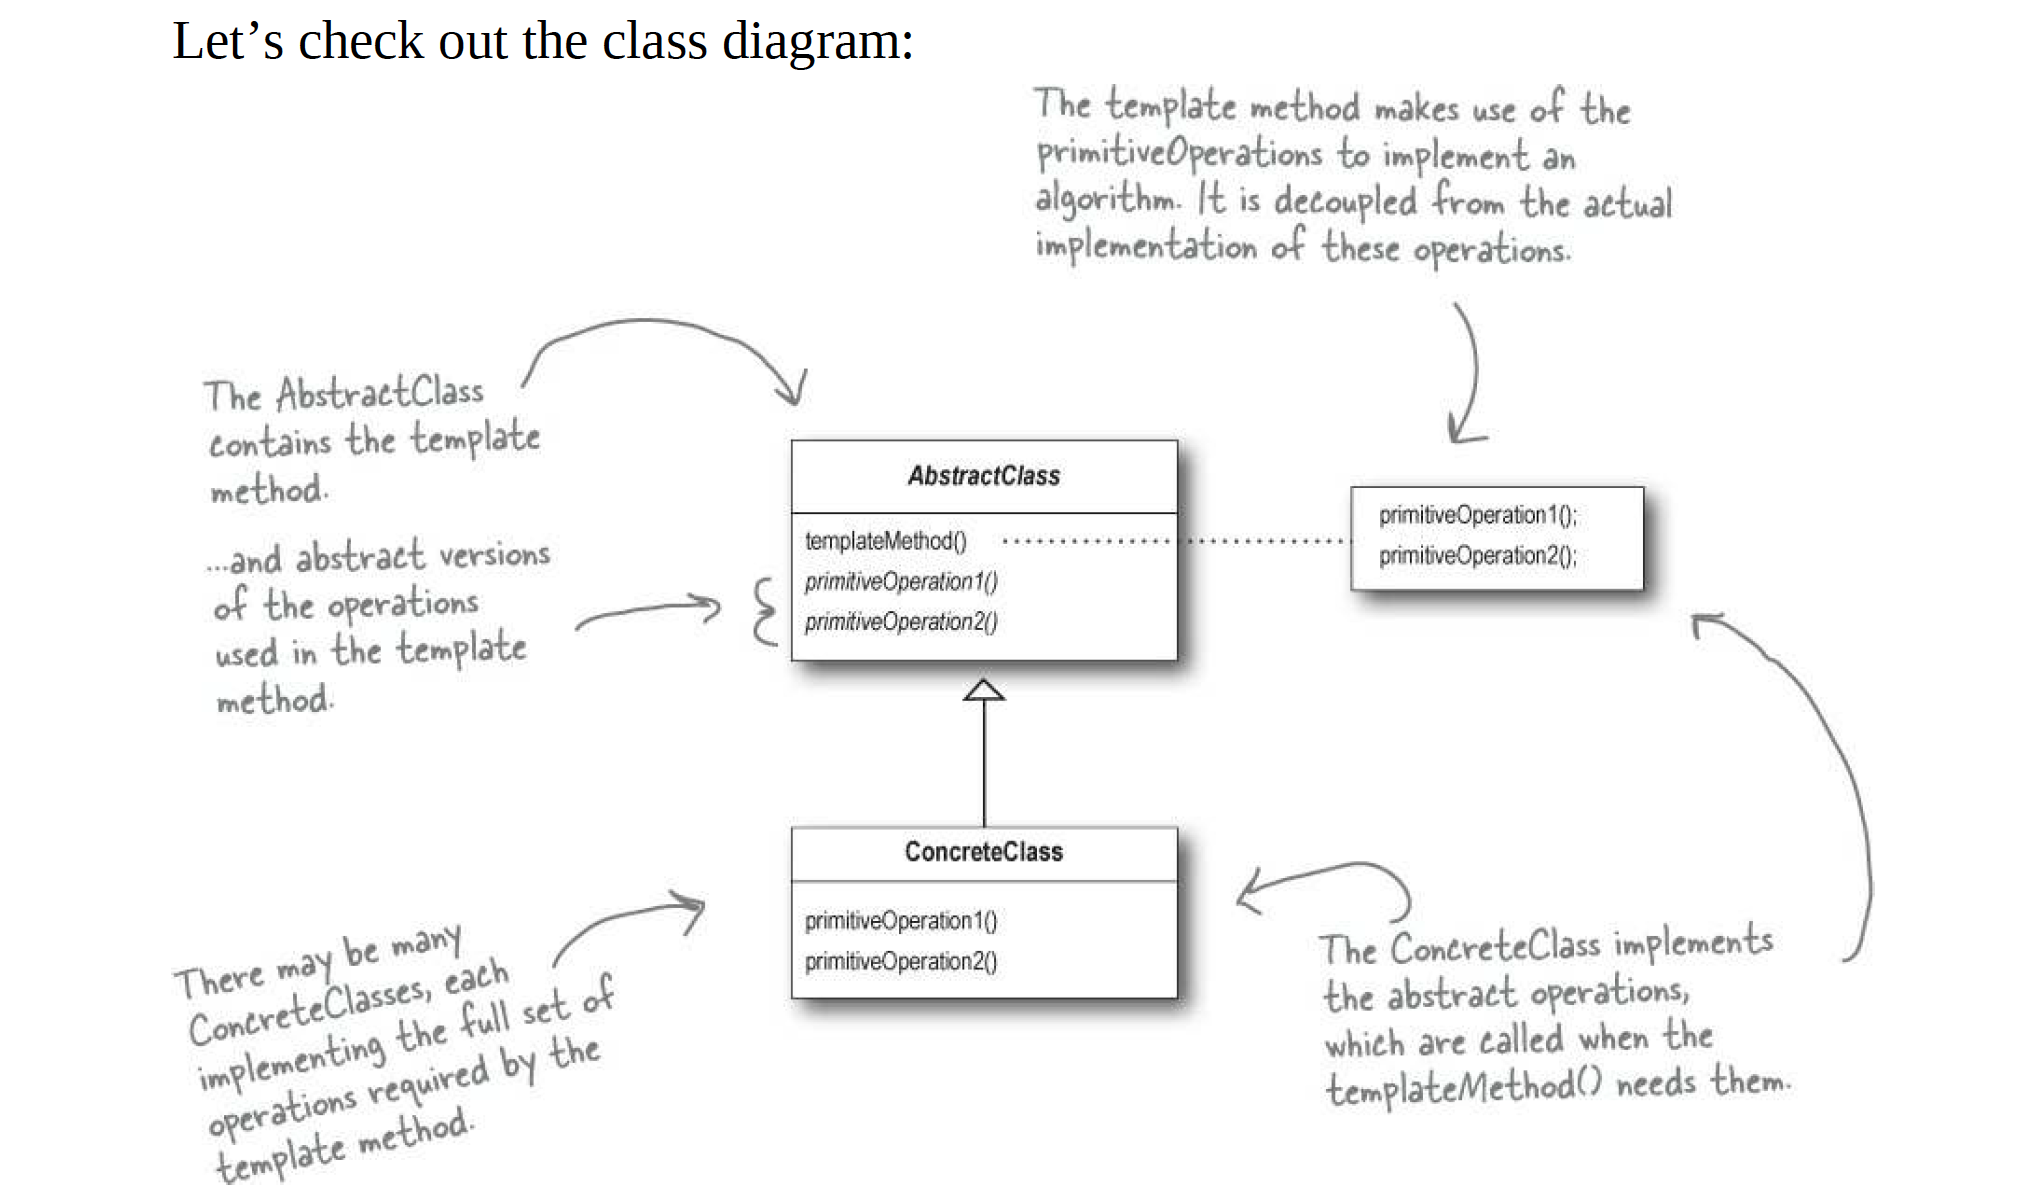 Let’s check out the class diagram:
The template method makes use of the
primitiveOperations to implement an
algorithm. It is decoupled from the actual
implementation of these operations.
The AbstractClass
contains the template
method.
...and abstract versions
of the operations
used in the template
method.
AbstractClass
templateMethod()
primitiveOperation1()
primitiveOperation2()
primitiveOperation1();
primitiveOperation2();
ConcreteClass
primitiveOperation1()
primitiveOperation2()
There may be many
ConcreteClasses, each
implementing the full set of
operations required by the
template method.
The ConcreteClass implements
the abstract operations,
which are called when the
templateMethod() needs them.